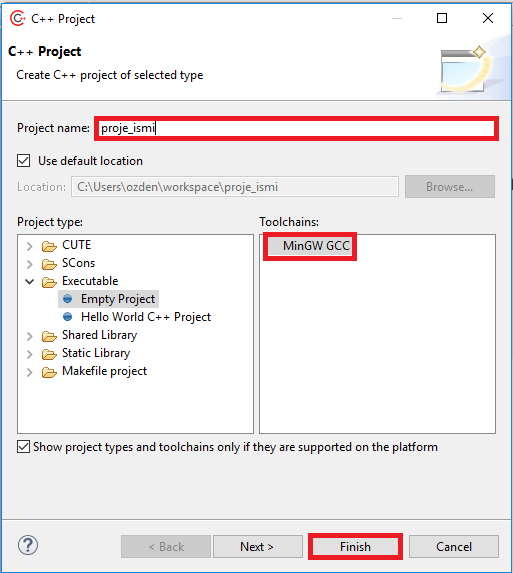 C++ Project
C++ Project
Create C++ project of selected type
Project name: proje_ismi
Use default location
Location: C:\Users\ozden\workspace\proje_ismi Browse...
Project type:
CUTE
SCons
Executable
Empty Project
Hello World C++ Project
Shared Library
Static Library
Makefile project
Toolchains:
MinGW GCC
Show project types and toolchains only if they are supported on the platform
? < Back Next > Finish Cancel